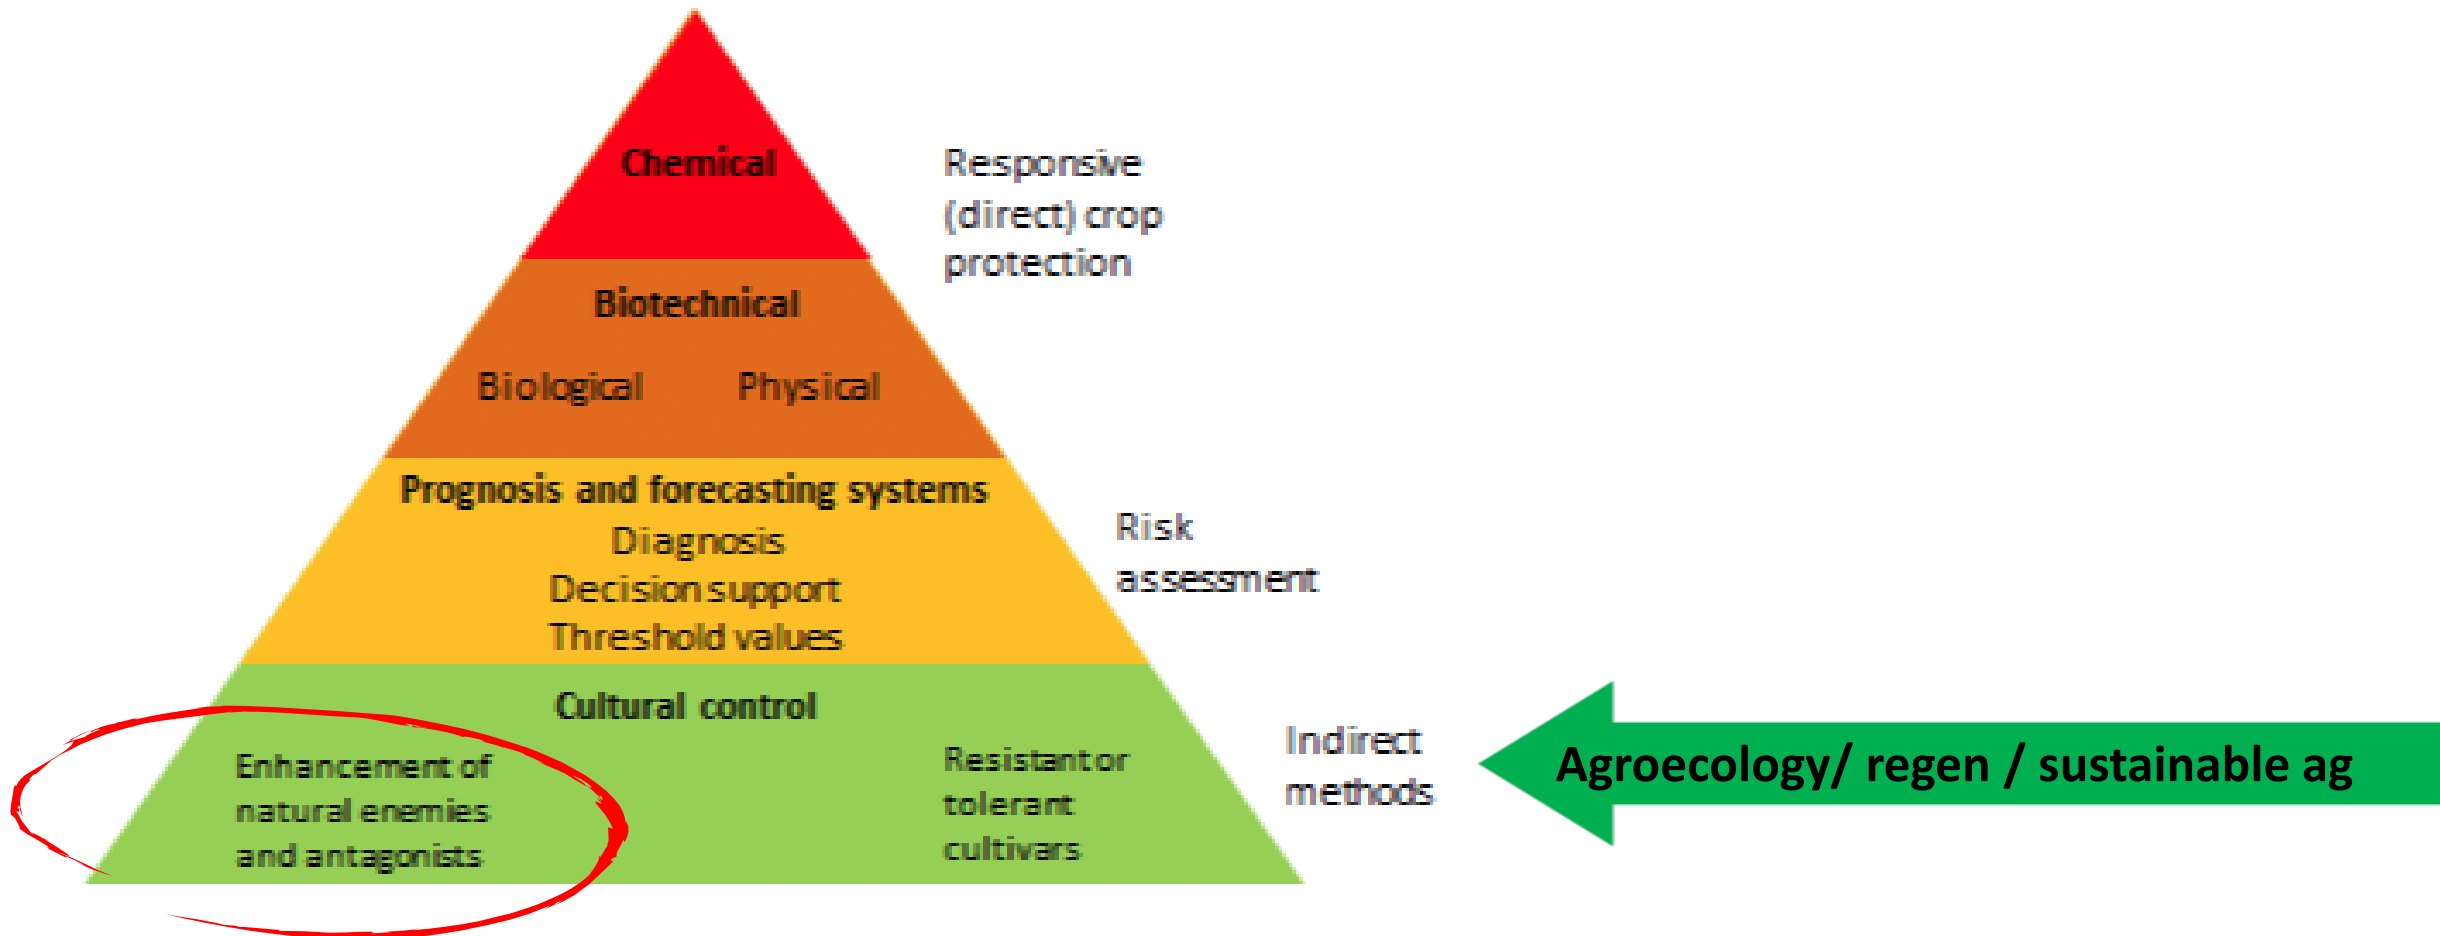 Chemical
Responsive
(direct) crop
protection
Biotechnical
Biological Physical
Prognosis and forecasting systems
Diagnosis
Decision support
Threshold values
Risk
assessment
Cultural control
Enhancement of
natural enemies
and antagonists
Resistant or
tolerant
cultivars
Indirect
methods
Agroecology/ regen / sustainable ag